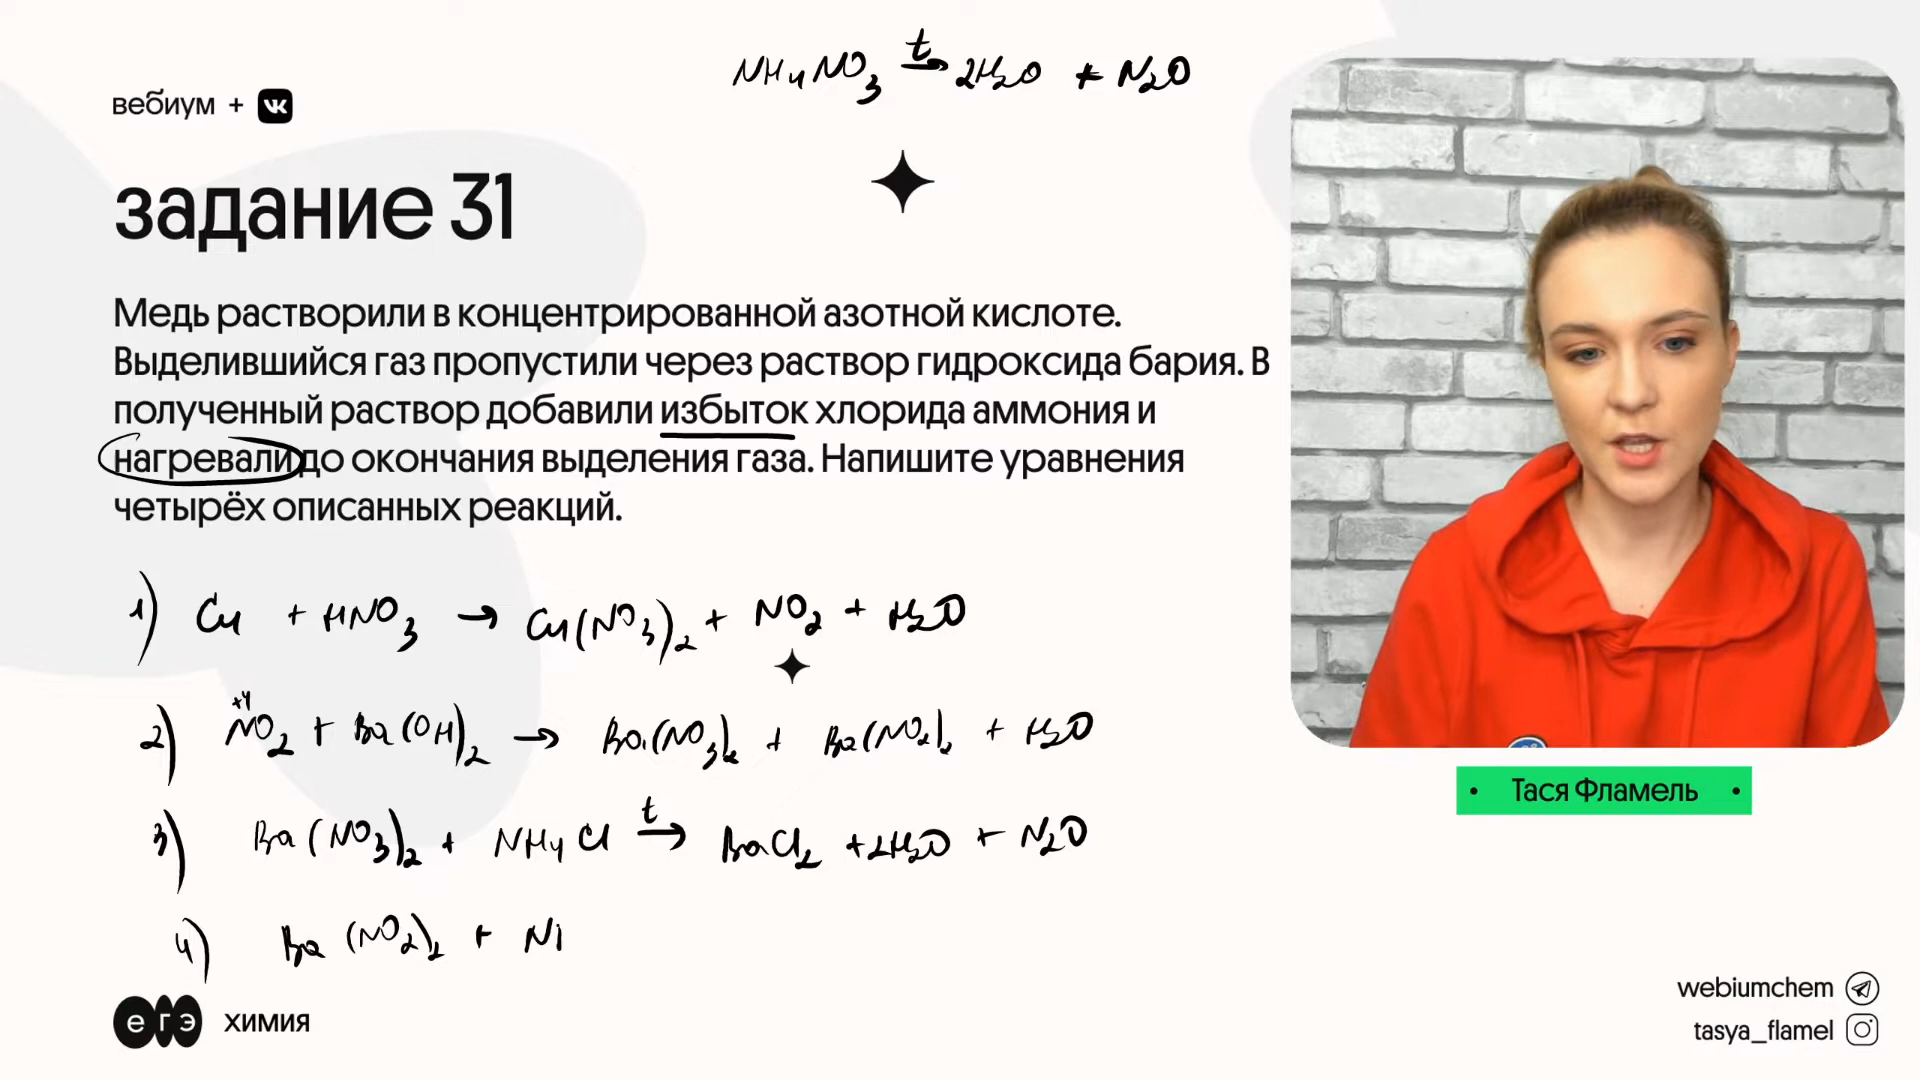 NH4NO3 t→ 2H2O + N2O
вебиум +
задание 31
Медь растворили в концентрированной азотной кислоте.
Выделившийся газ пропустили через раствор гидроксида бария. В
полученный раствор добавили избыток хлорида аммония и
нагревали до окончания выделения газа. Напишите уравнения
четырёх описанных реакций.
1) Cu + HNO3 → Cu(NO3)2 + NO2 + H2O
+4
2) NO2 + Ba(OH)2 → Ba(NO3)2 + Ba(NO2)2 + H2O
3) Ba(NO3)2 + NH4Cl t→ BaCl2 + 2H2O + N2O
4) Ba(NO2)2 + N
• Тася Фламель •
егэ химия
webiumchem
tasya_flamel